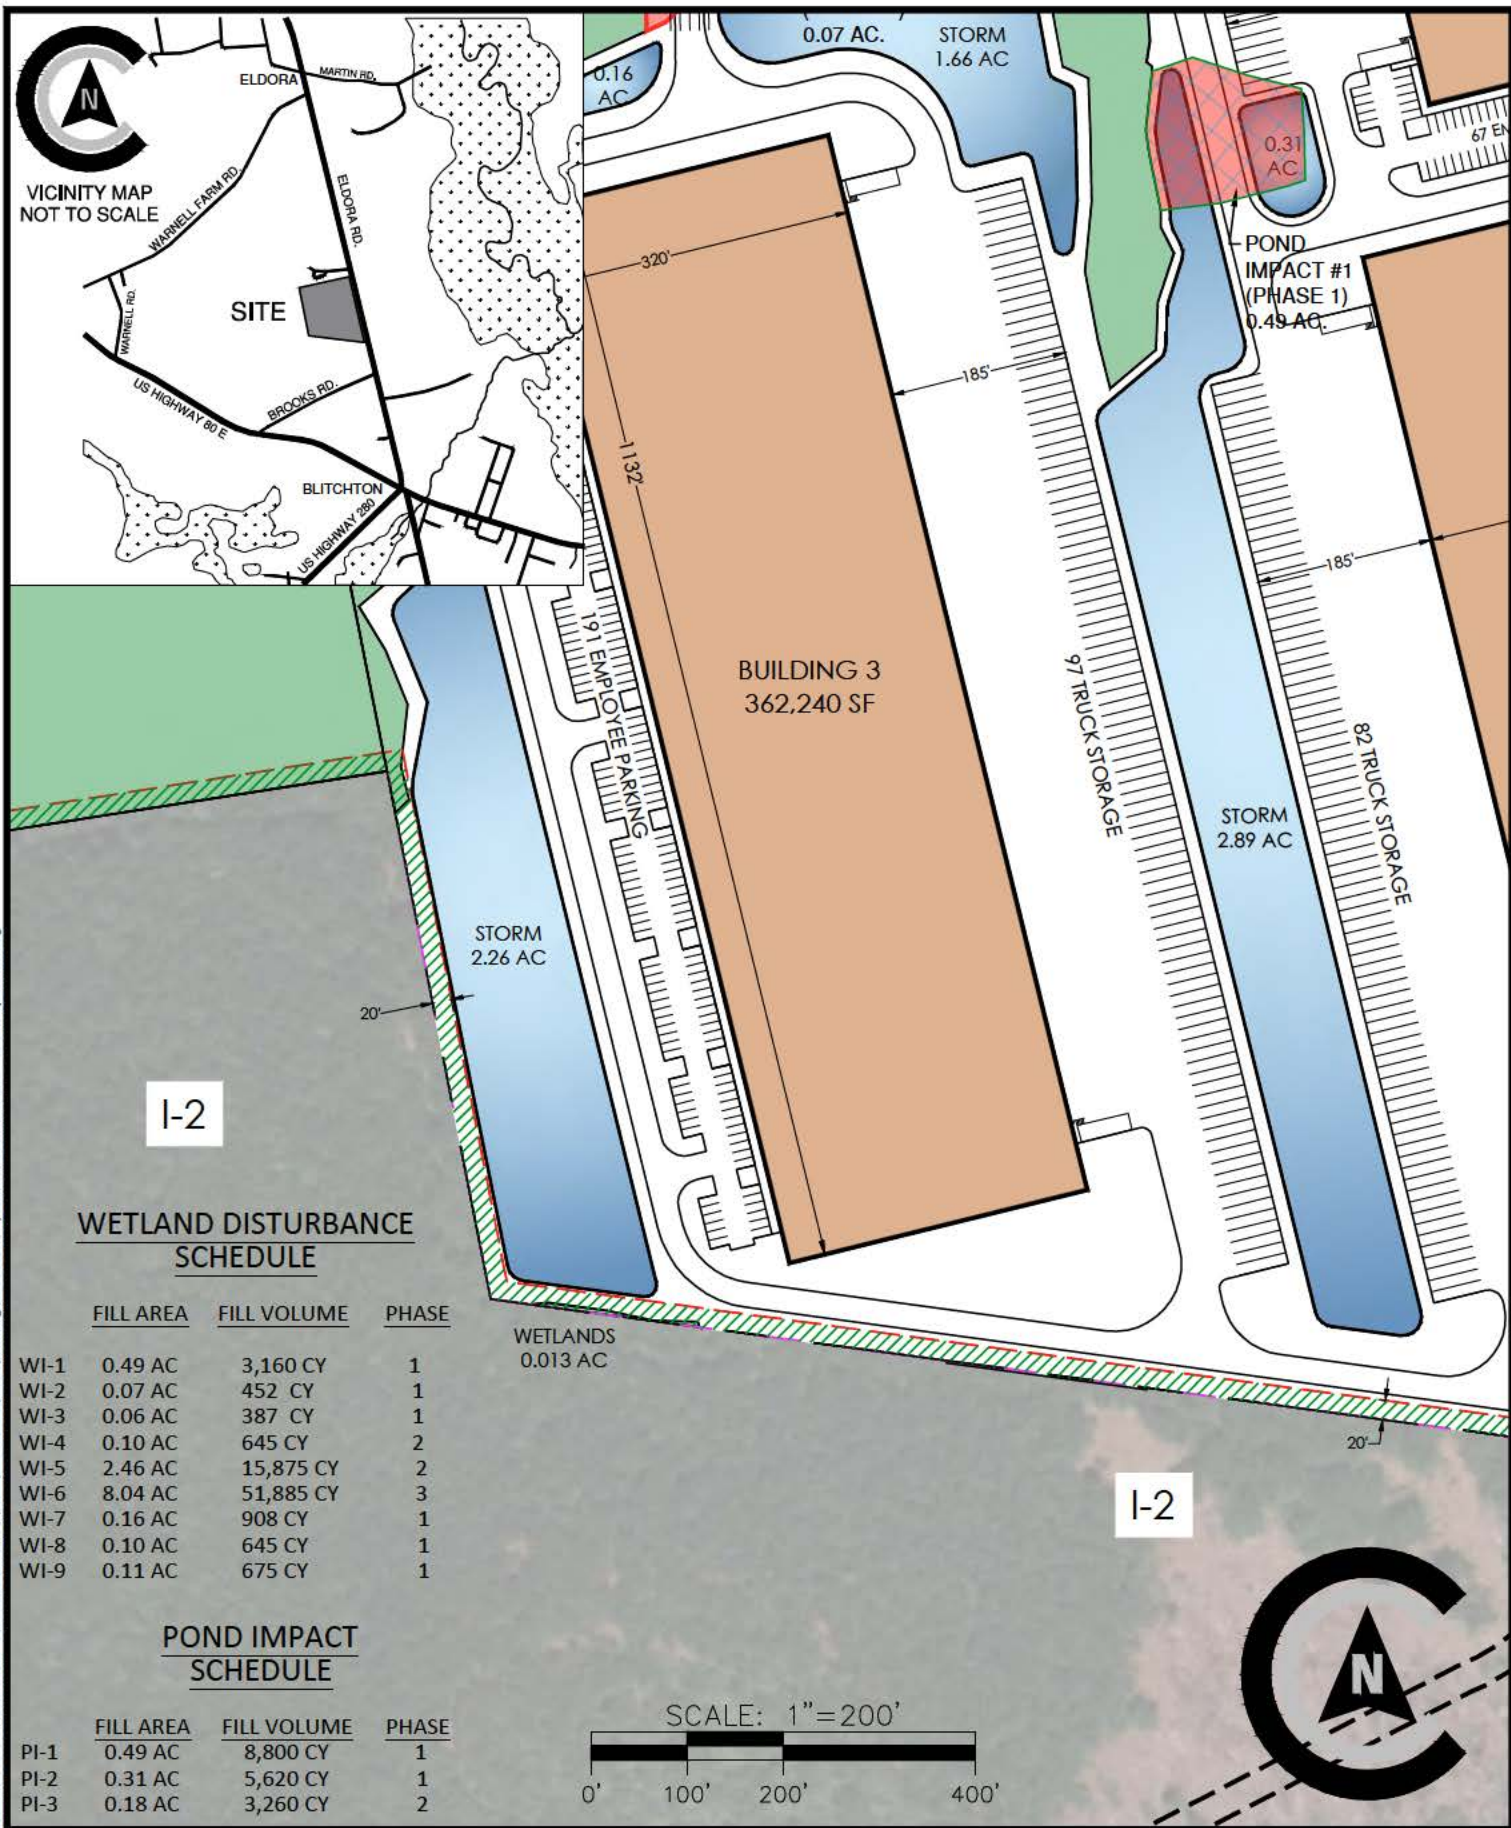 N
VICINITY MAP
NOT TO SCALE
ELDORA
MARTIN RD.
WARNELL FARM RD.
ELDORA RD.
SITE
WARNELL RD.
US HIGHWAY 80 E
BROOKS RD.
BLITCHTON
US HIGHWAY 280
0.07 AC.
STORM
1.66 AC
0.16
AC
0.31
AC
67 EM
POND
IMPACT #1
(PHASE 1)
0.49 AC.
320'
185'
1132'
185'
191 EMPLOYEE PARKING
BUILDING 3
362,240 SF
97 TRUCK STORAGE
82 TRUCK STORAGE
STORM
2.89 AC
STORM
2.26 AC
20'
I-2
WETLANDS
0.013 AC
20'
I-2
WETLAND DISTURBANCE
SCHEDULE
FILL AREA FILL VOLUME PHASE
WI-1 0.49 AC 3,160 CY 1
WI-2 0.07 AC 452 CY 1
WI-3 0.06 AC 387 CY 1
WI-4 0.10 AC 645 CY 2
WI-5 2.46 AC 15,875 CY 2
WI-6 8.04 AC 51,885 CY 3
WI-7 0.16 AC 908 CY 1
WI-8 0.10 AC 645 CY 1
WI-9 0.11 AC 675 CY 1
POND IMPACT
SCHEDULE
FILL AREA FILL VOLUME PHASE
PI-1 0.49 AC 8,800 CY 1
PI-2 0.31 AC 5,620 CY 1
PI-3 0.18 AC 3,260 CY 2
SCALE: 1"=200'
0' 100' 200' 400'
N